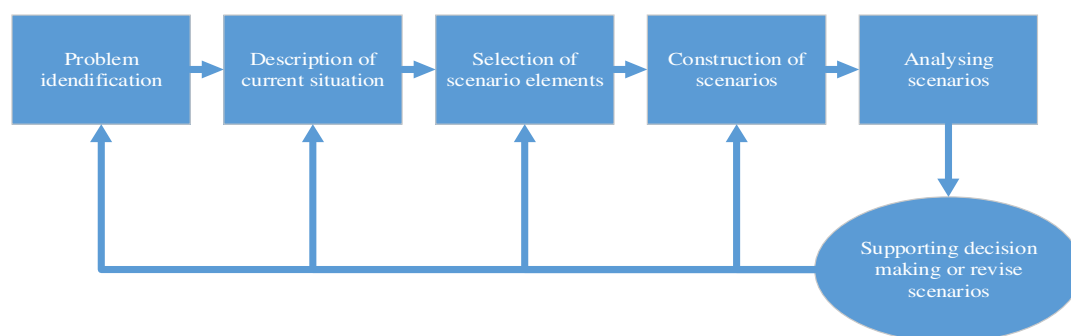 Problem
idendification
Description of
current situation
Selection of
scenario elements
Construction of
scenarios
Analysing
scenarios
Supporting decision
making or revise
scenarios